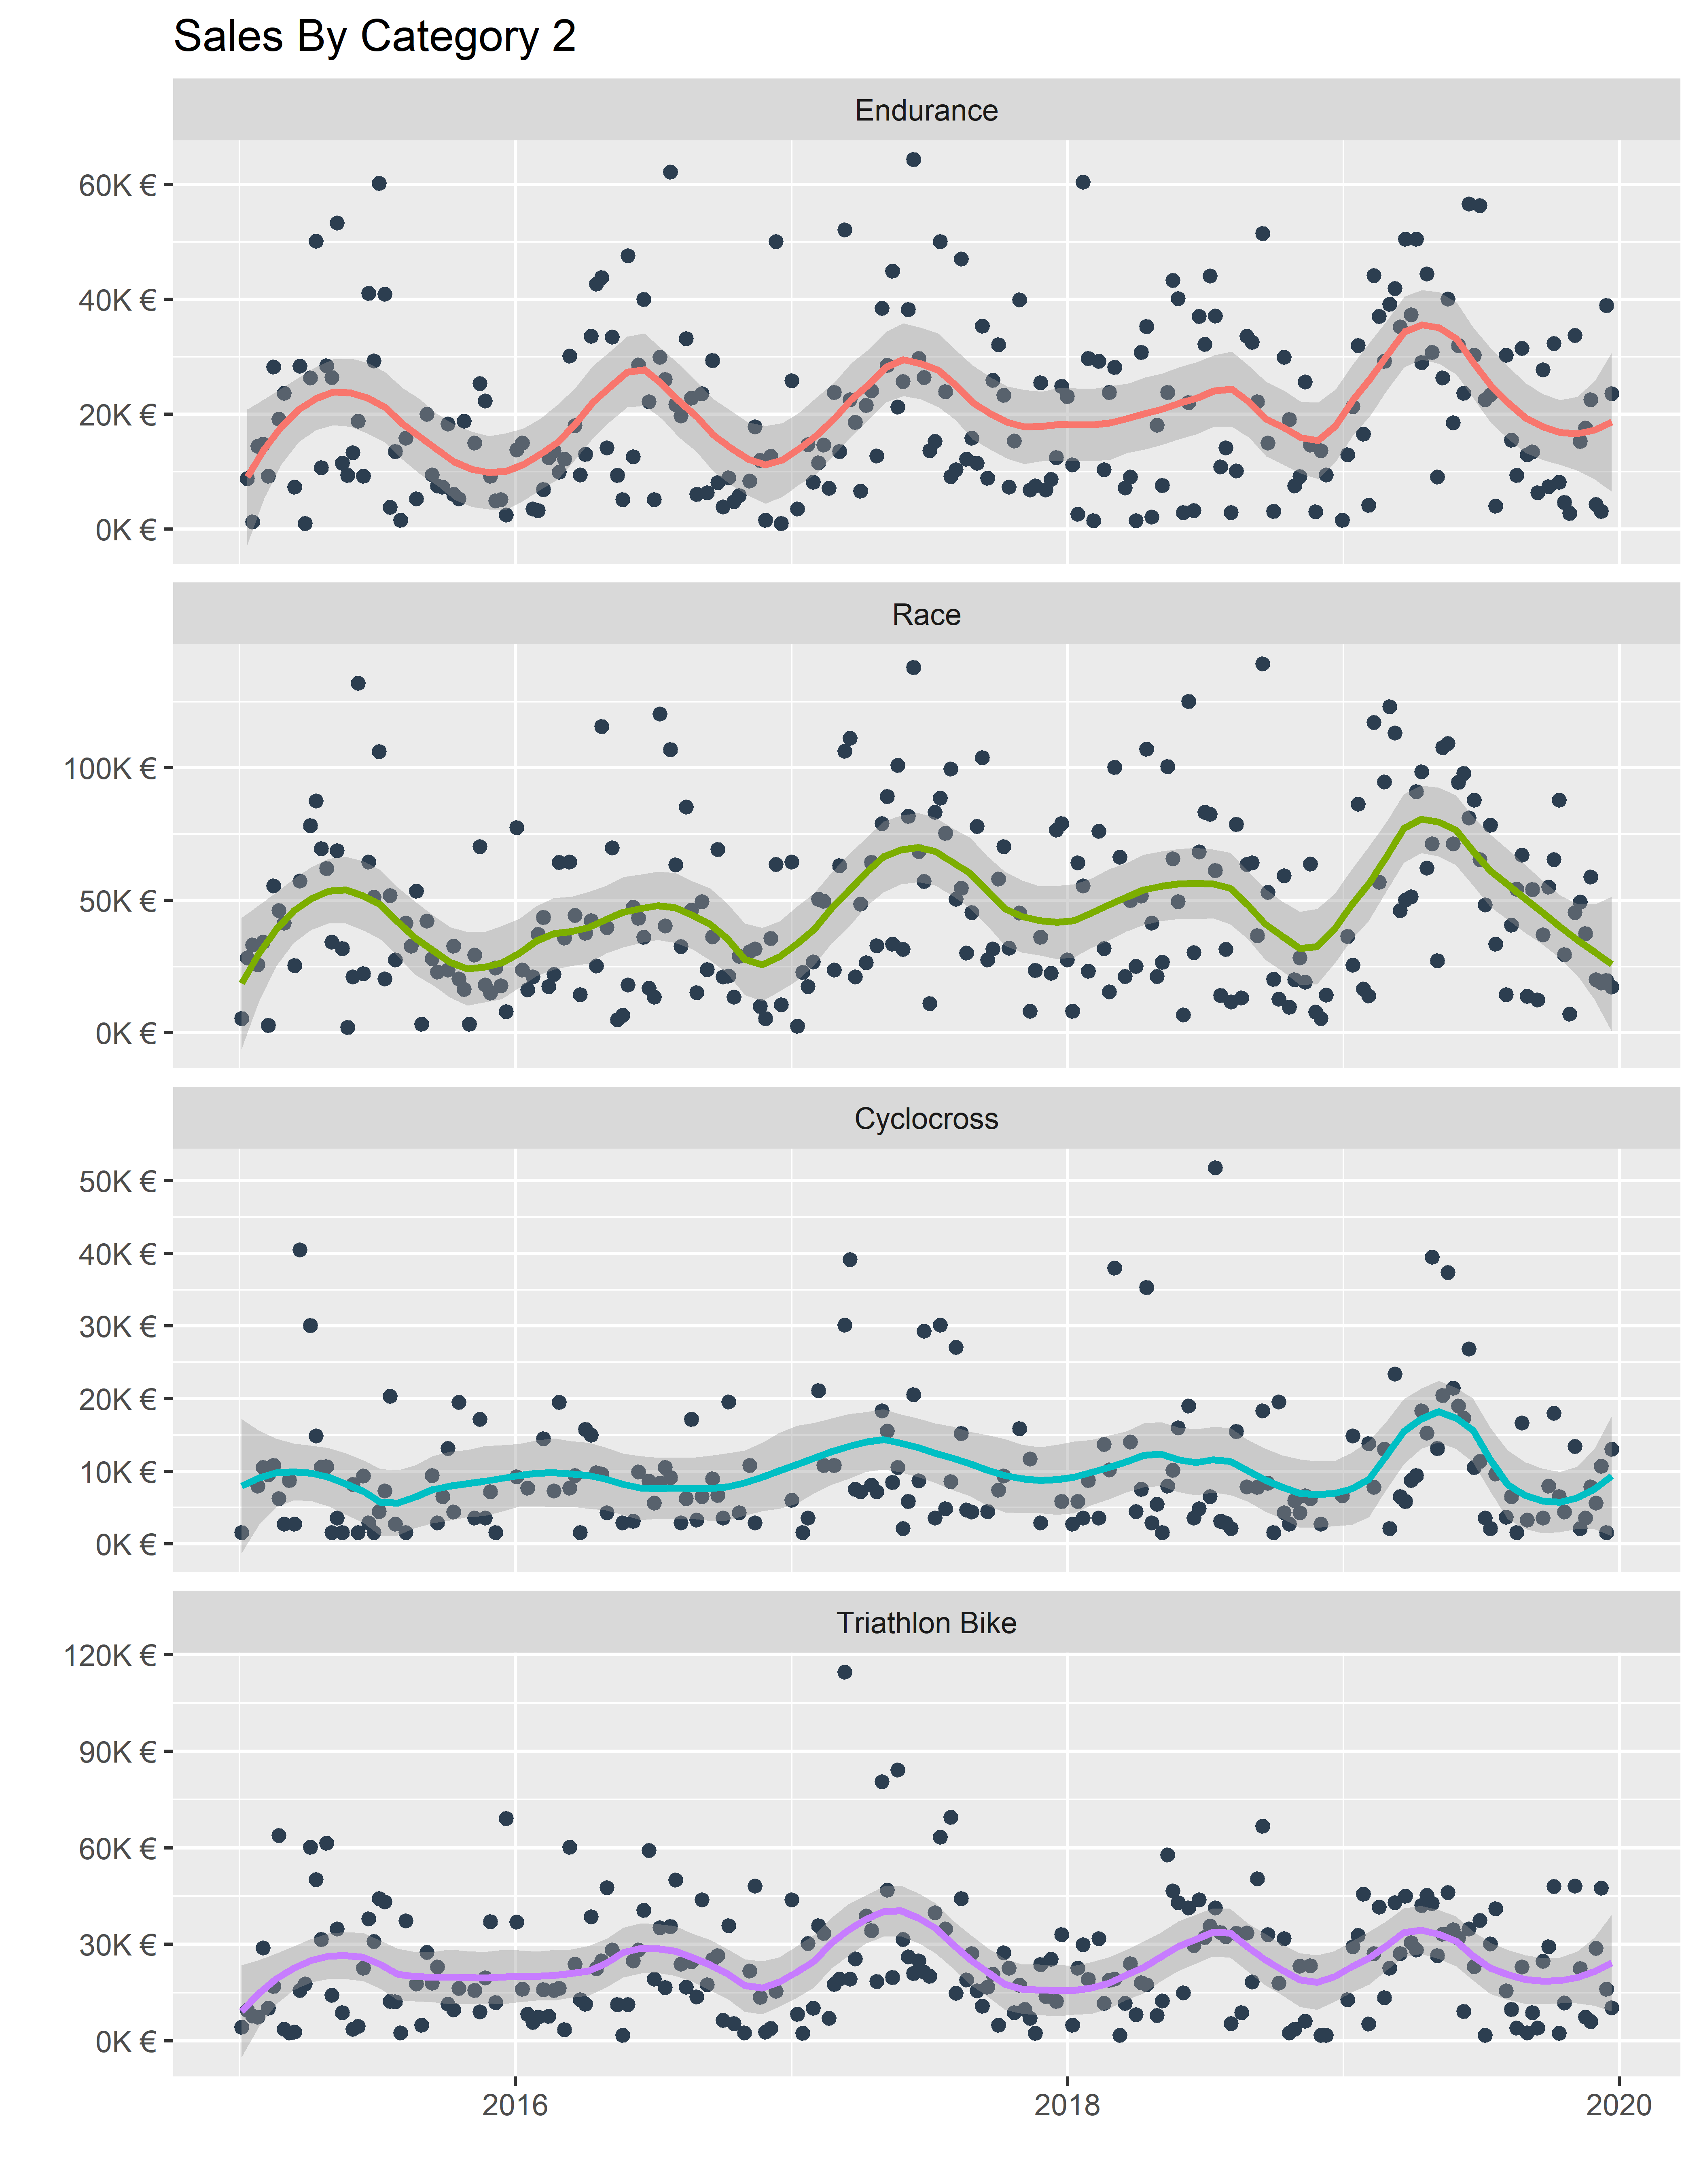 Sales By Category 2
Endurance
60K €
40K €
20K €
0K €
Race
100K €
50K €
0K €
Cyclocross
50K €
40K €
30K €
20K €
10K €
0K €
Triathlon Bike
120K €
90K €
60K €
30K €
0K €
2016 2018 2020